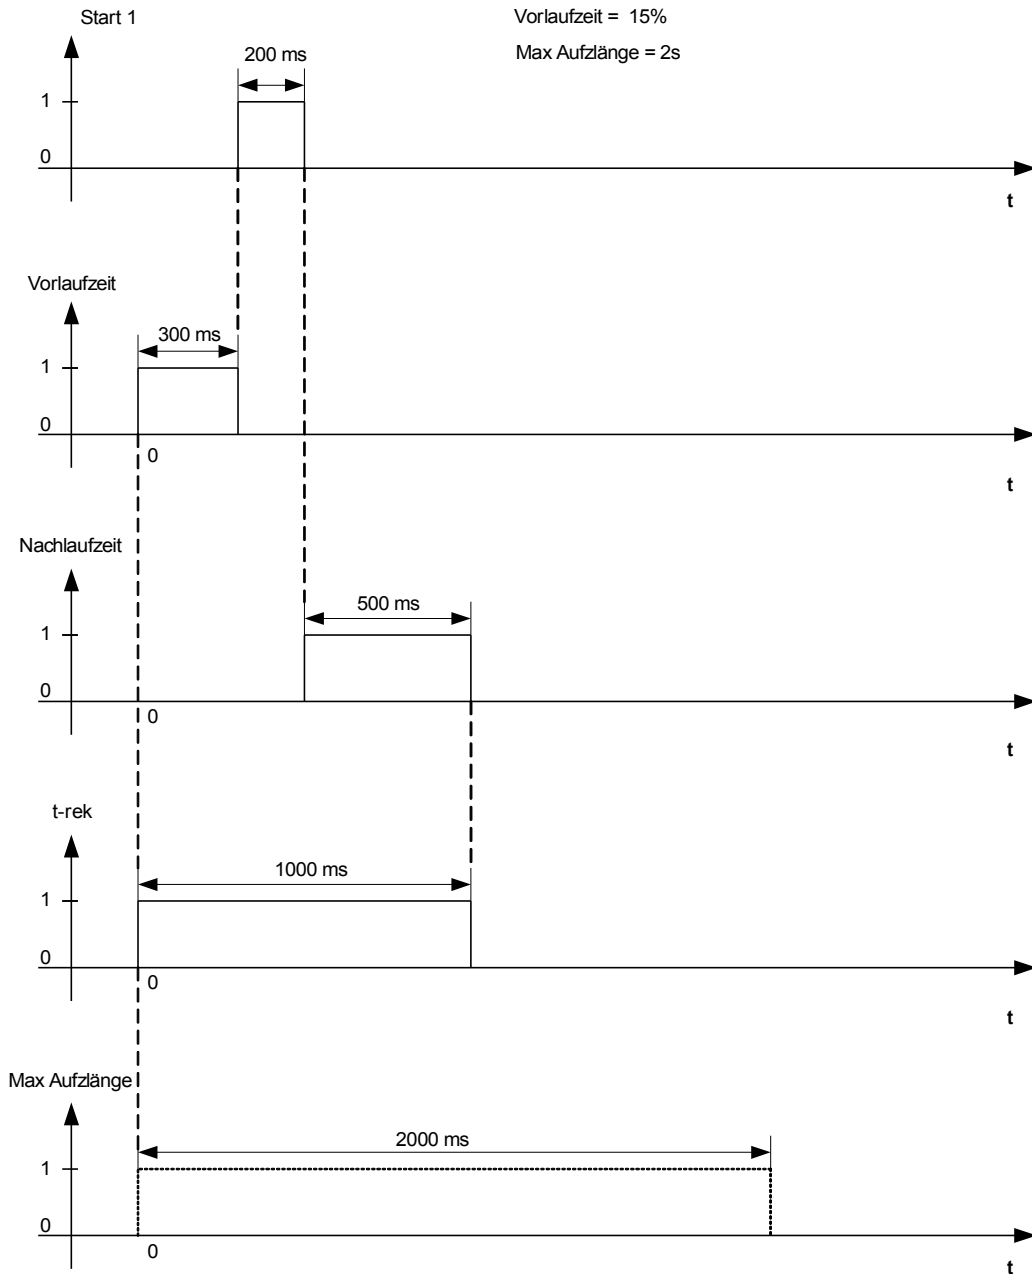 Start 1
Vorlaufzeit = 15%
Max Aufzlänge = 2s
200 ms
1
0
t
Vorlaufzeit
300 ms
1
0
0
t
Nachlaufzeit
500 ms
1
0
0
t
t-rek
1000 ms
1
0
0
t
Max Aufzlänge
2000 ms
1
0
0
t